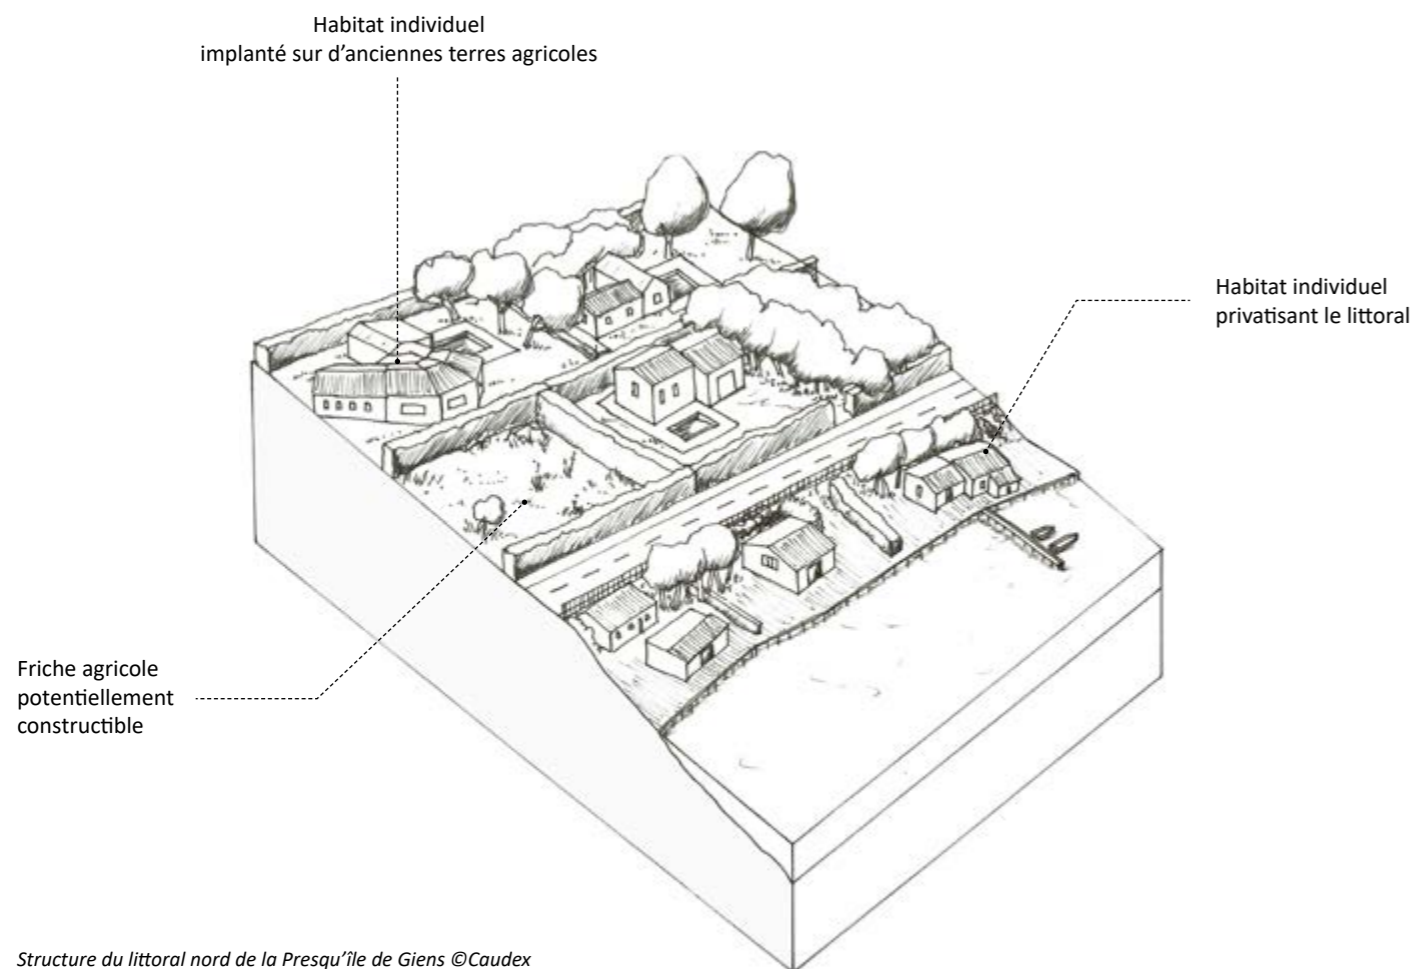 Habitat individuel
implanté sur d'anciennes terres agricoles
Habitat individuel
privatisant le littoral
Friche agricole
potentiellement
constructible
Structure du littoral nord de la Presqu'île de Giens ©Caudex